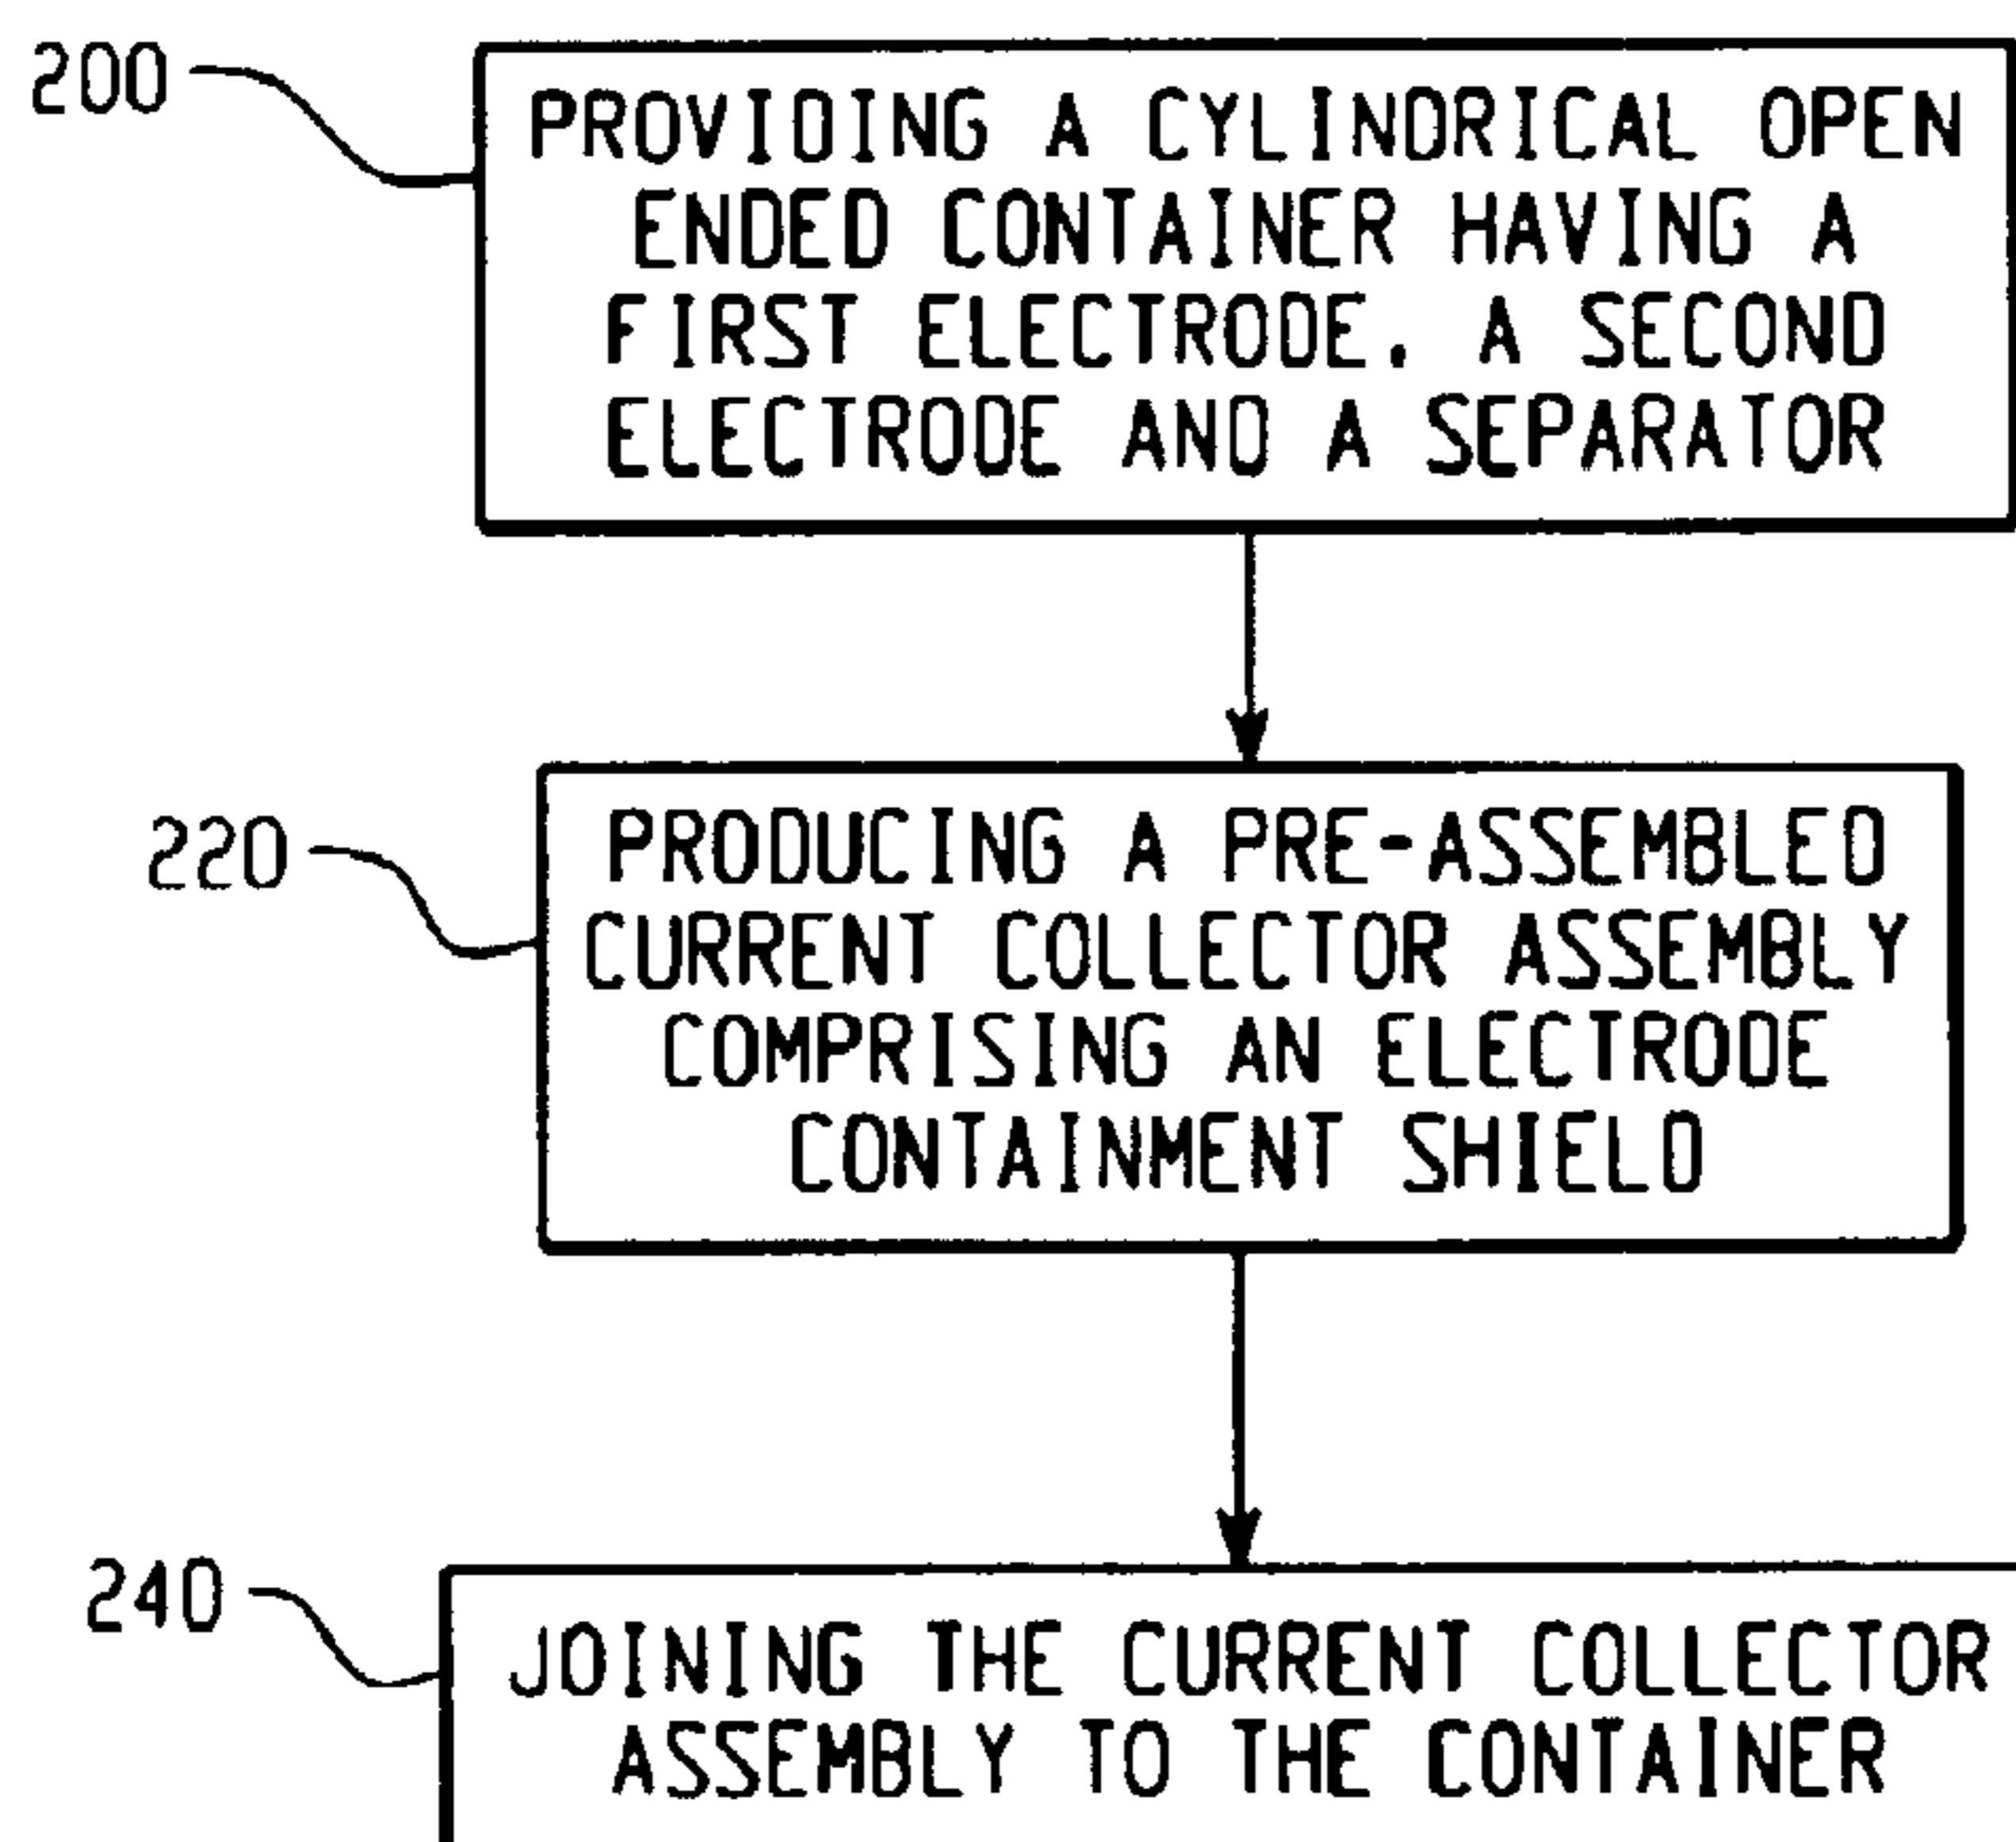 200
PROVIDING A CYLINDRICAL OPEN
ENDED CONTAINER HAVING A
FIRST ELECTRODE, A SECOND
ELECTRODE AND A SEPARATOR
220
PRODUCING A PRE-ASSEMBLED
CURRENT COLLECTOR ASSEMBLY
COMPRISING AN ELECTRODE
CONTAINMENT SHIELD
240
JOINING THE CURRENT COLLECTOR
ASSEMBLY TO THE CONTAINER